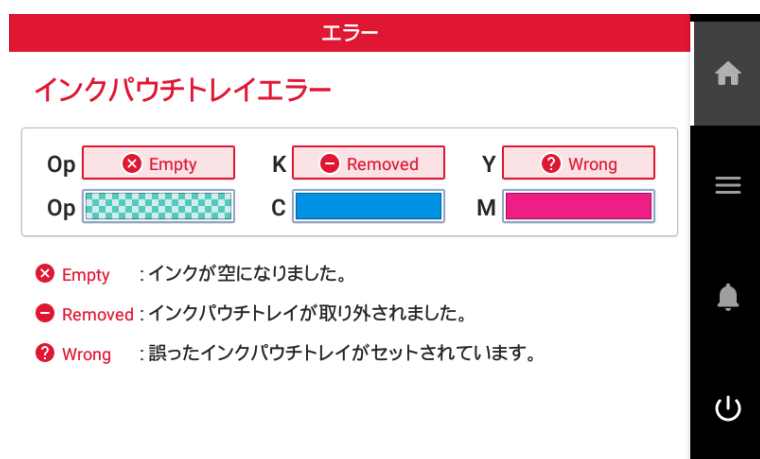 エラー
インクパウチトレイエラー
Op Empty K Removed Y Wrong
Op C M
Empty :インクが空になりました。
Removed :インクパウチトレイが取り外されました。
Wrong :誤ったインクパウチトレイがセットされています。